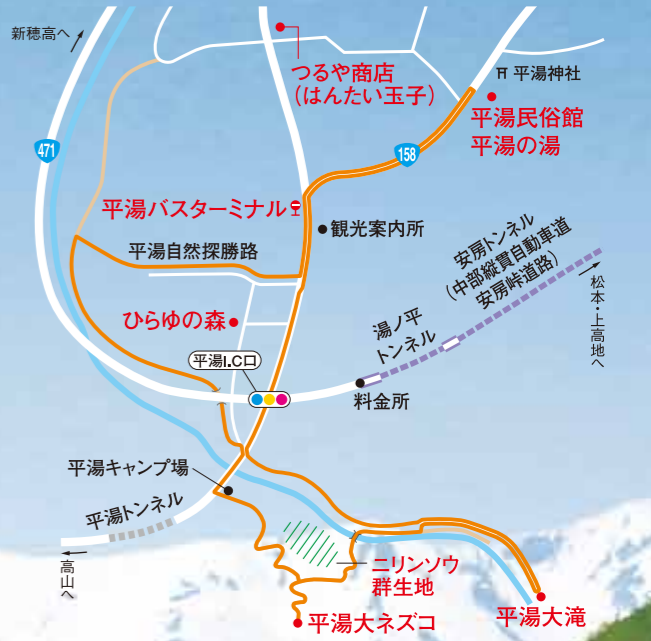 新穂高へ
つるや商店
(はんたい玉子)
平湯神社
平湯民俗館
平湯の湯
471
158
平湯バスターミナル
観光案内所
平湯自然探勝路
安房トンネル
(中部縦貫自動車道
安房峠道路)
松本・上高地へ
ひらゆの森
湯ノ平
トンネル
平湯I.C口
料金所
平湯キャンプ場
平湯トンネル
高山へ
ニリンソウ
群生地
平湯大ネズコ
平湯大滝